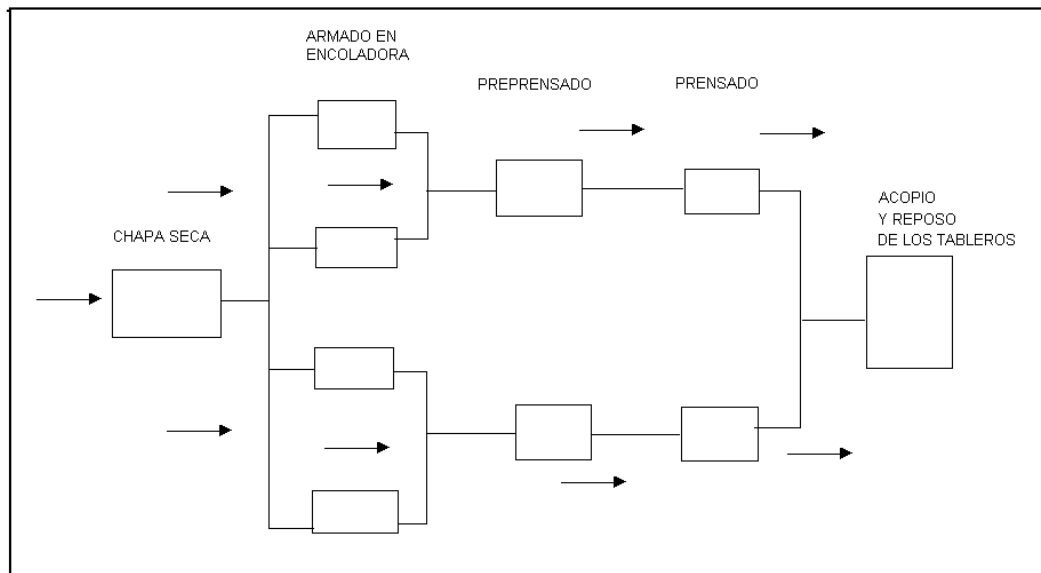 ARMADO EN
ENCOLADORA
PREPRENSADO
PRENSADO
ACOPIO
Y REPOSO
DE LOS TABLEROS
CHAPA SECA